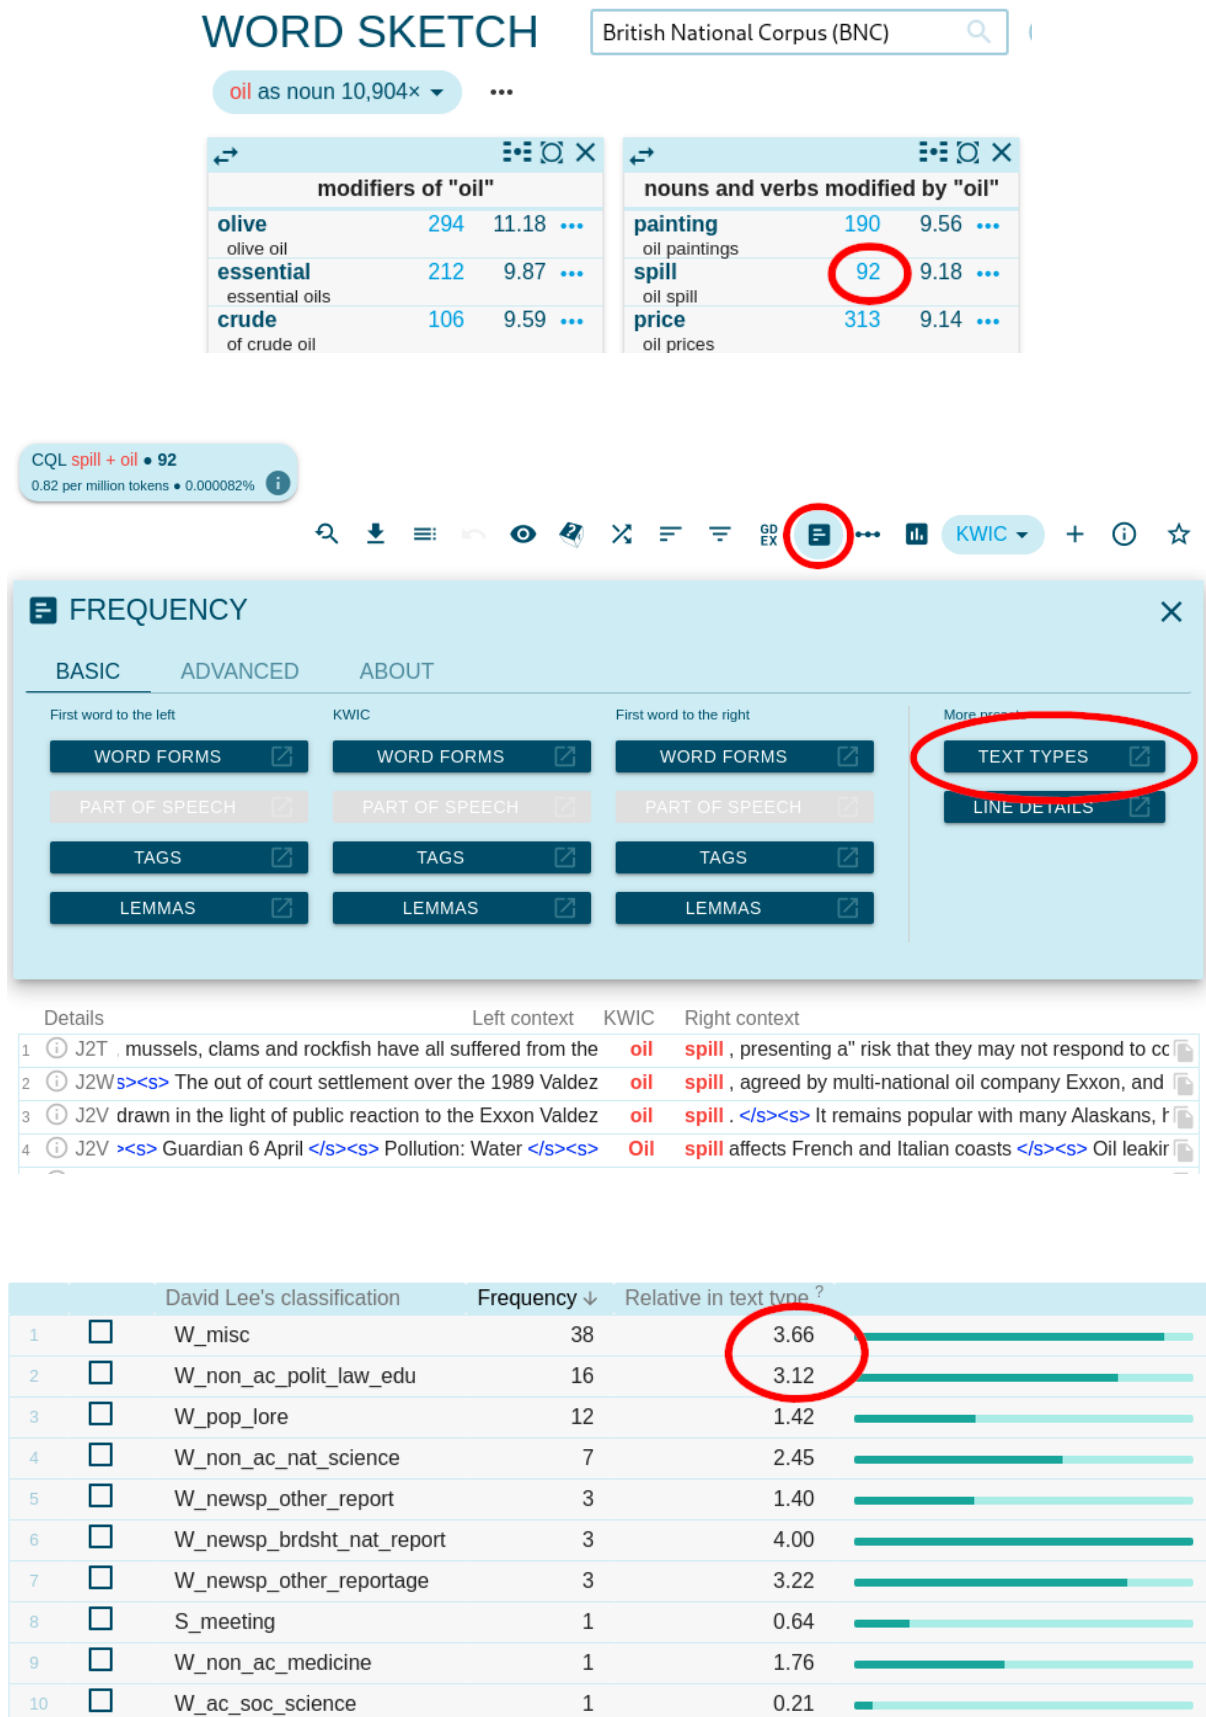 WORD SKETCH
British National Corpus (BNC)
oil as noun 10,904×
modifiers of "oil"
olive 294 11.18
olive oil
essential 212 9.87
essential oils
crude 106 9.59
of crude oil
nouns and verbs modified by "oil"
painting 190 9.56
oil paintings
spill 92 9.18
oil spill
price 313 9.14
oil prices
CQL spill + oil ● 92
0.82 per million tokens ● 0.000082%
GD
EX
KWIC
FREQUENCY
BASIC ADVANCED ABOUT
First word to the left KWIC First word to the right More presets
WORD FORMS WORD FORMS WORD FORMS TEXT TYPES
PART OF SPEECH PART OF SPEECH PART OF SPEECH LINE DETAILS
TAGS TAGS TAGS
LEMMAS LEMMAS LEMMAS
Details Left context KWIC Right context
1 J2T , mussels, clams and rockfish have all suffered from the oil spill , presenting a" risk that they may not respond to cc
2 J2W s><s> The out of court settlement over the 1989 Valdez oil spill , agreed by multi-national oil company Exxon, and
3 J2V drawn in the light of public reaction to the Exxon Valdez oil spill . </s><s> It remains popular with many Alaskans, h
4 J2V ><s> Guardian 6 April </s><s> Pollution: Water </s><s> Oil spill affects French and Italian coasts </s><s> Oil leakir
David Lee's classification Frequency ↓ Relative in text type ?
1 W_misc 38 3.66
2 W_non_ac_polit_law_edu 16 3.12
3 W_pop_lore 12 1.42
4 W_non_ac_nat_science 7 2.45
5 W_newsp_other_report 3 1.40
6 W_newsp_brdsht_nat_report 3 4.00
7 W_newsp_other_reportage 3 3.22
8 S_meeting 1 0.64
9 W_non_ac_medicine 1 1.76
10 W_ac_soc_science 1 0.21